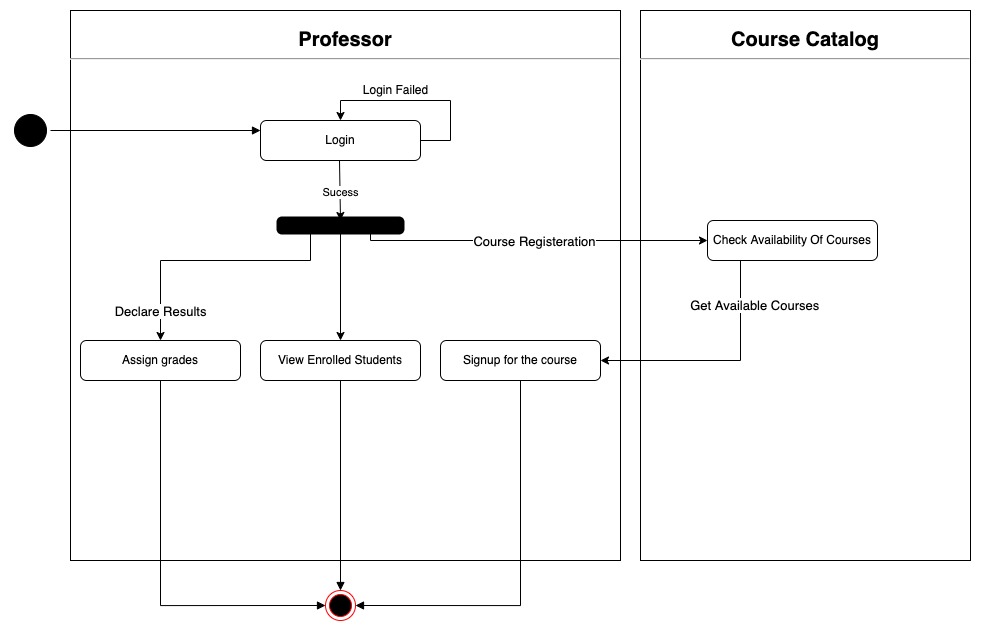 Professor
Course Catalog
Login Failed
Login
Sucess
Course Registeration
Check Availability Of Courses
Get Available Courses
Declare Results
Assign grades
View Enrolled Students
Signup for the course